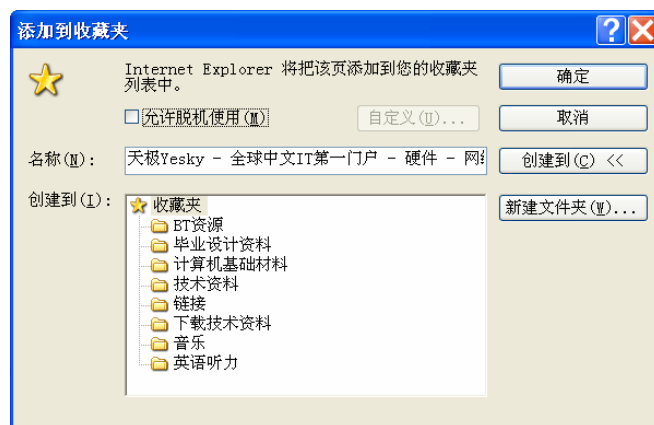 添加到收藏夹
Internet Explorer 将把该页添加到您的收藏夹
列表中。
确定
允许脱机使用(M)
自定义(U)...
取消
名称(N):
天极Yesky - 全球中文IT第一门户 - 硬件 - 网
创建到(C) <<
创建到(I):
收藏夹
新建文件夹(W)...
BT资源
毕业设计资料
计算机基础材料
技术资料
链接
下载技术资料
音乐
英语听力